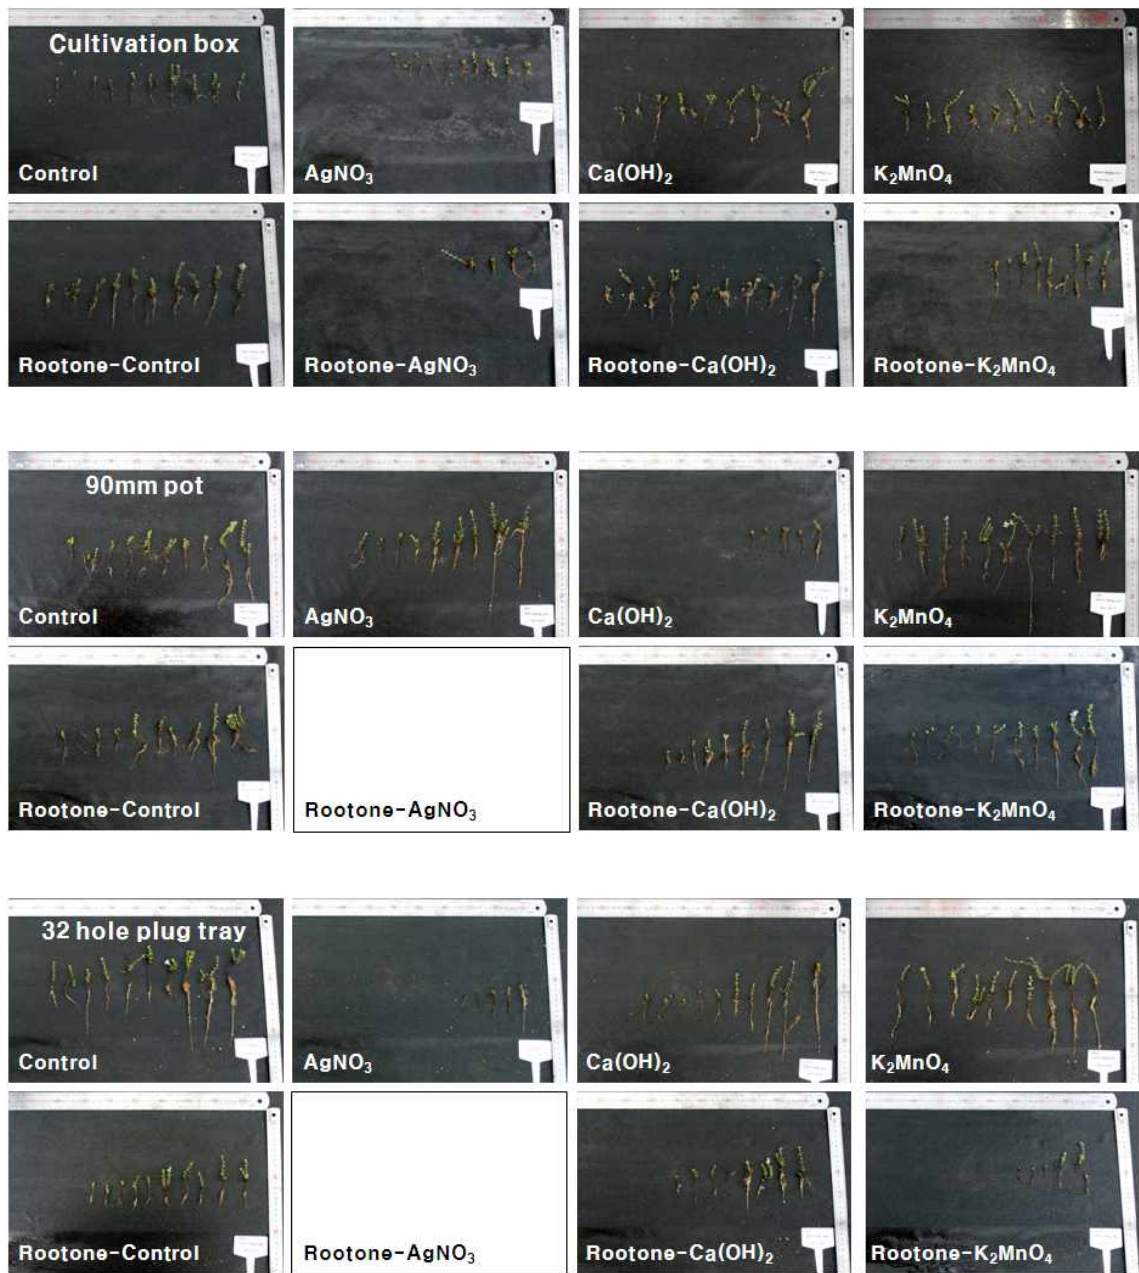 Cultivation box
Control
AgNO₃
Ca(OH)₂
K₂MnO₄
Rootone-Control
Rootone-AgNO₃
Rootone-Ca(OH)₂
Rootone-K₂MnO₄
90mm pot
Control
AgNO₃
Ca(OH)₂
K₂MnO₄
Rootone-Control
Rootone-AgNO₃
Rootone-Ca(OH)₂
Rootone-K₂MnO₄
32 hole plug tray
Control
AgNO₃
Ca(OH)₂
K₂MnO₄
Rootone-Control
Rootone-AgNO₃
Rootone-Ca(OH)₂
Rootone-K₂MnO₄